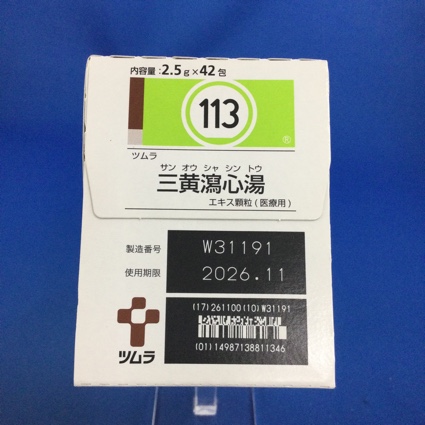 内容量：2.5g×42包
113
®
ツムラ
サン オウ シャ シン トウ
三黄瀉心湯
エキス顆粒(医療用)
製造番号 W31191
使用期限 2026.11
(17)261100(10)W31191
(01)14987138811346
ツムラ